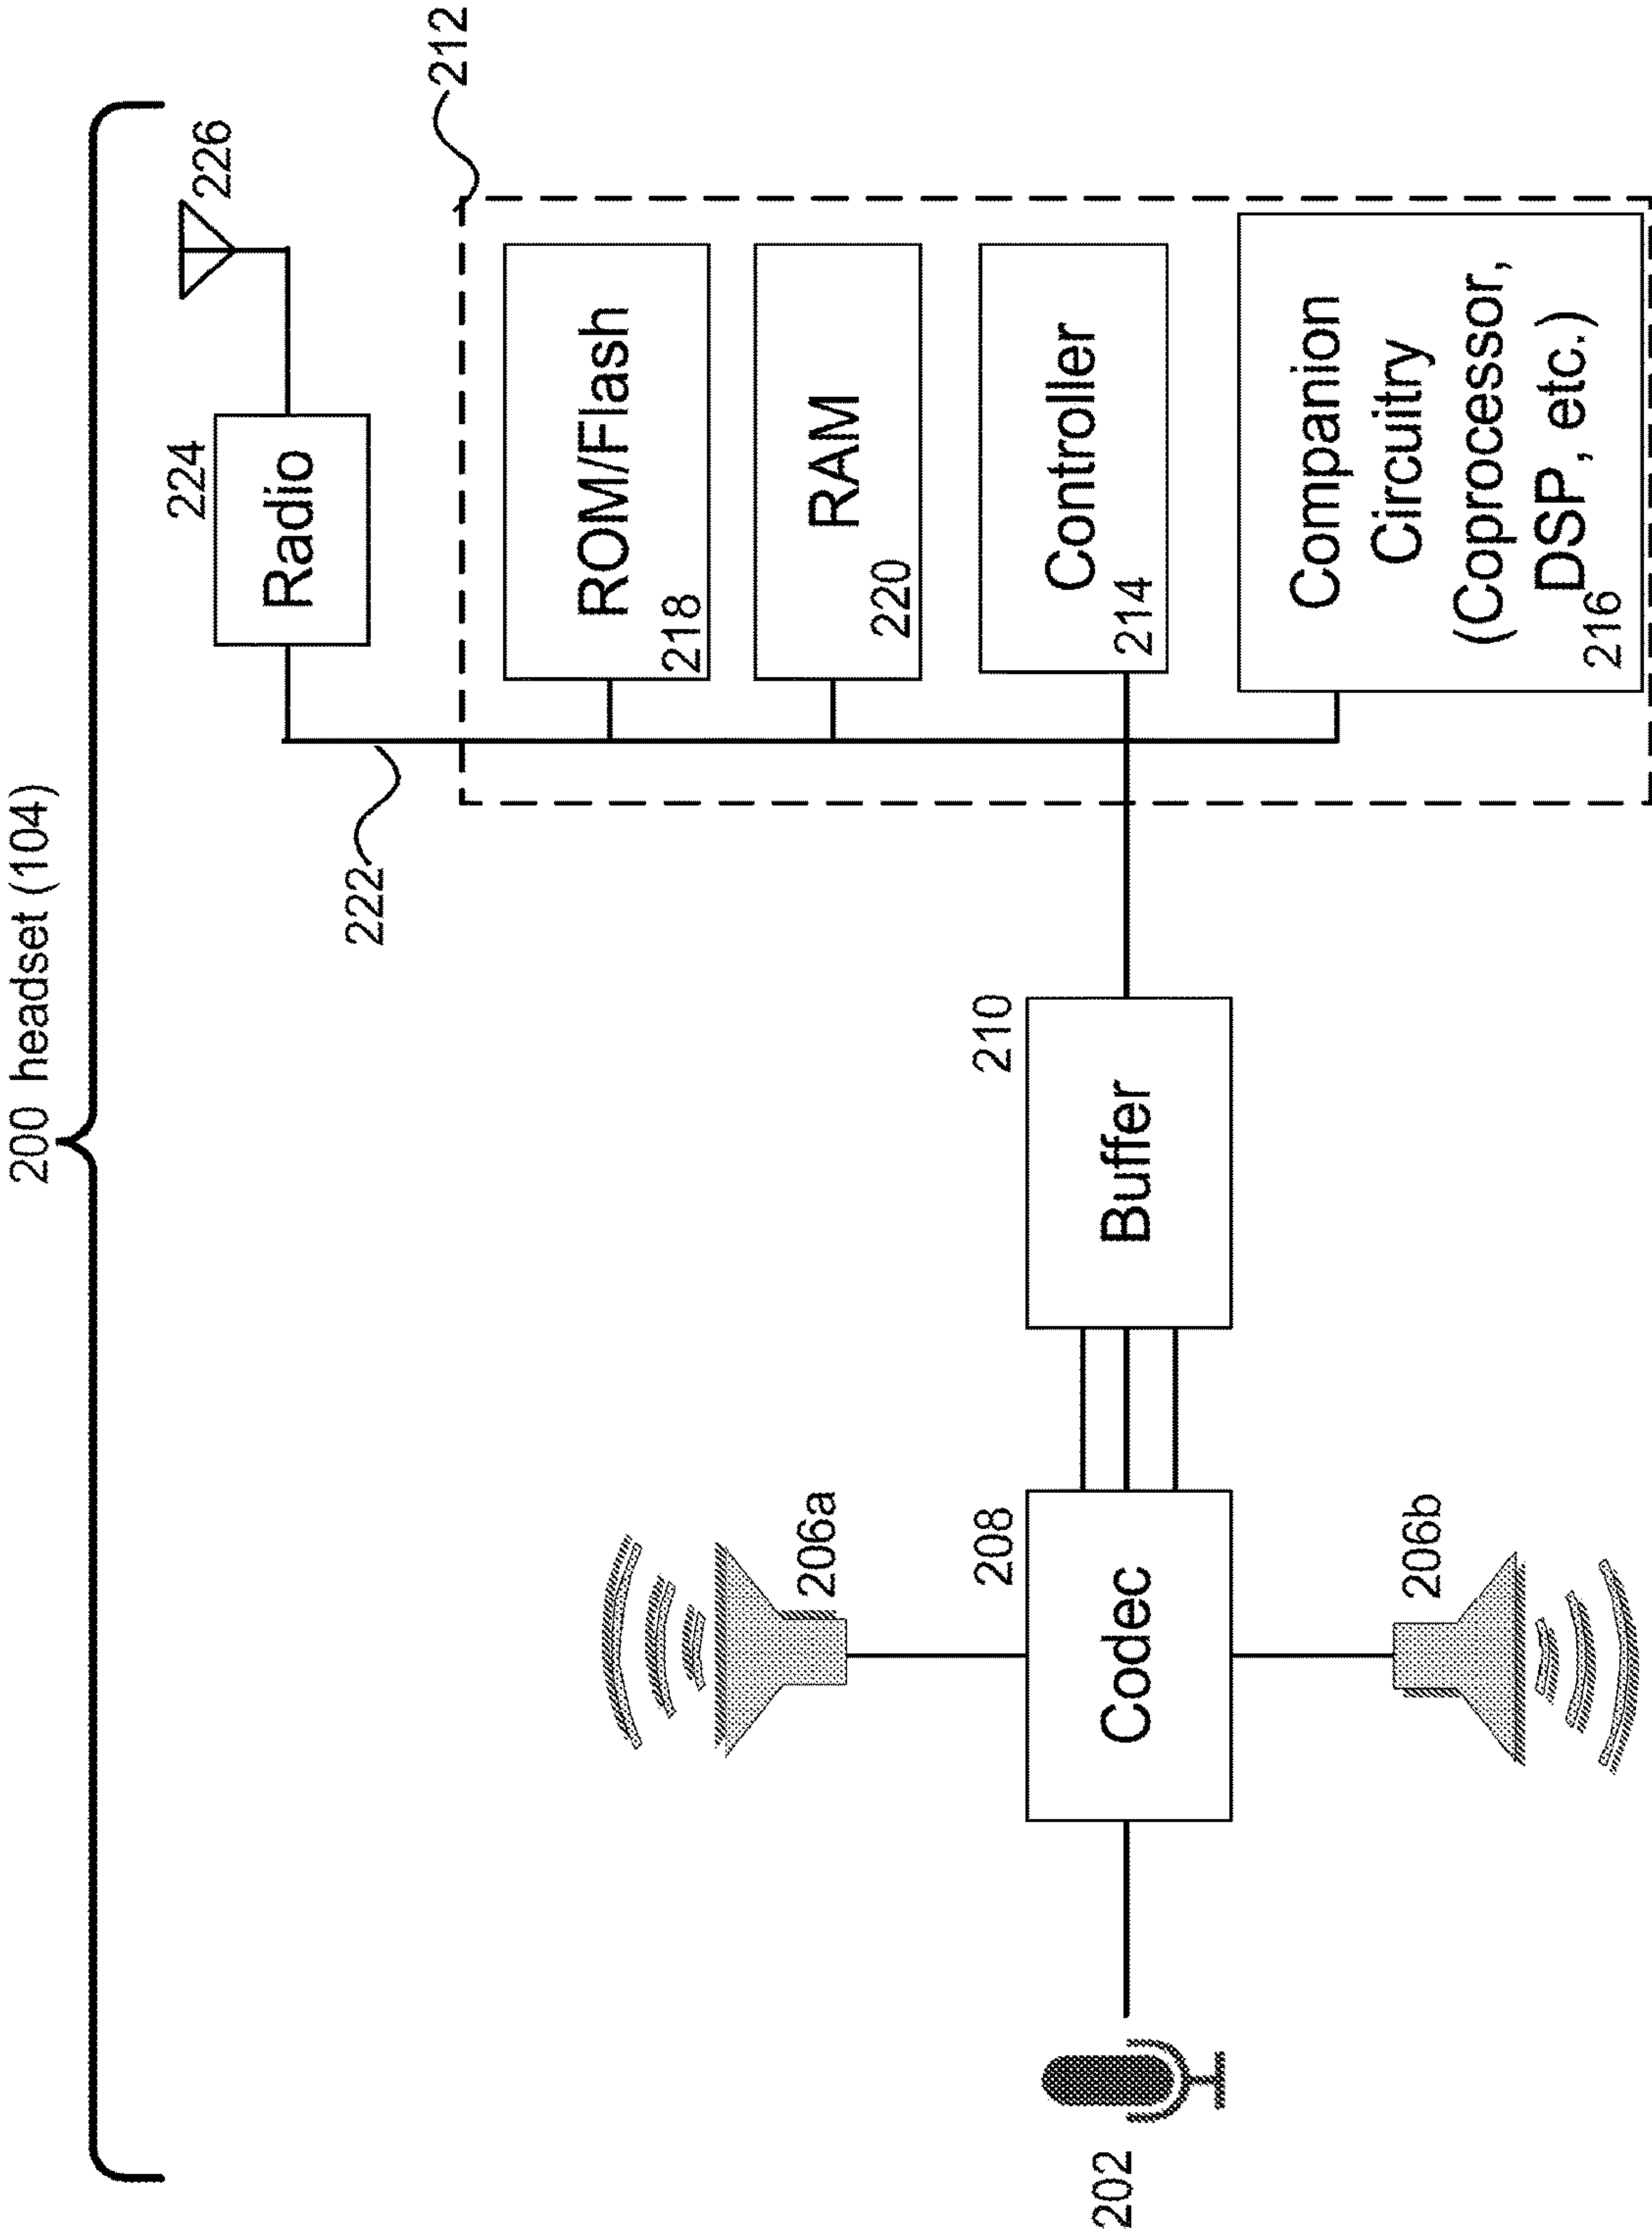 200 headset (104)
226
212
224
Radio
222
ROM/Flash
218
RAM
220
Controller
214
Companion
Circuitry
(Coprocessor,
DSP, etc.)
216
210
Buffer
206a
208
Codec
206b
202